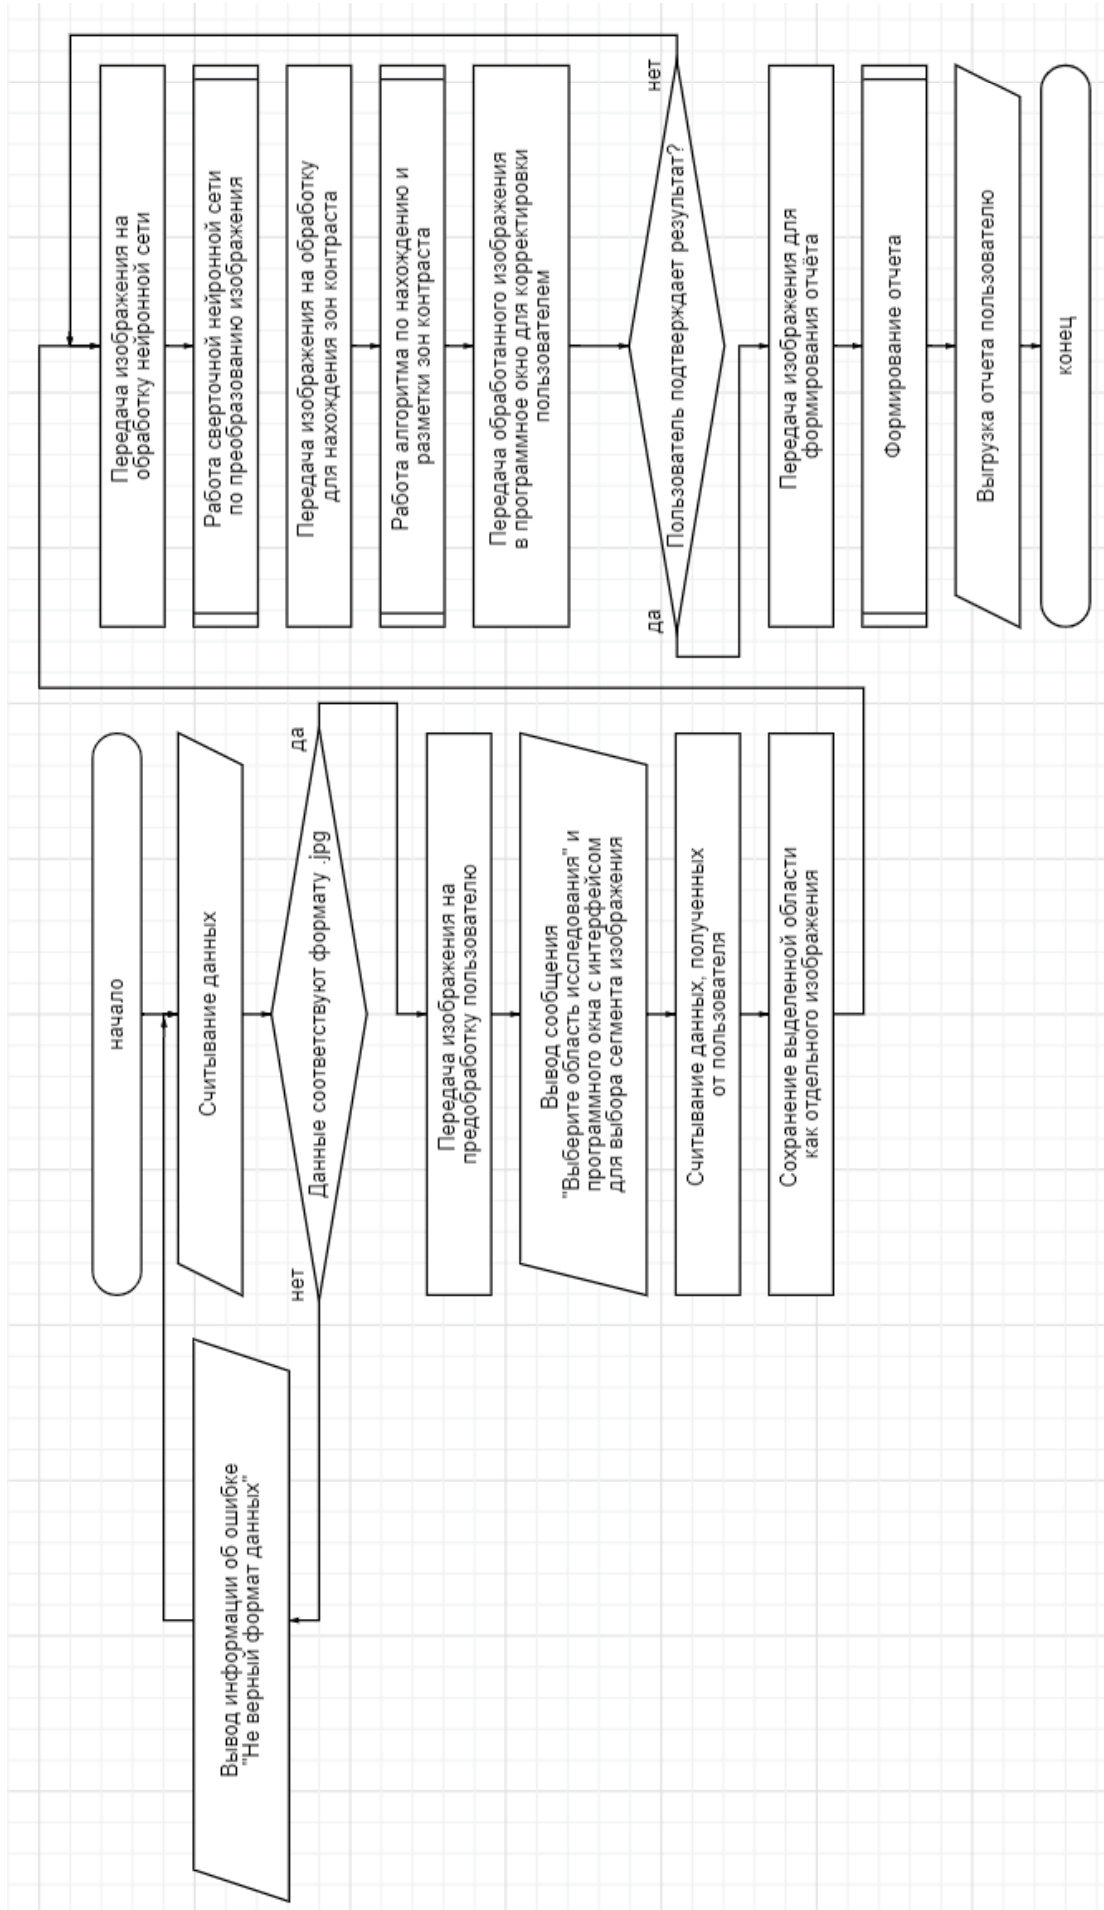 начало
Считывание данных
Данные соответствуют формату .jpg
нет
да
Вывод информации об ошибке
"Не верный формат данных"
Передача изображения на
предобработку пользователю
Вывод сообщения
"Выберите область исследования" и
программного окна с интерфейсом
для выбора сегмента изображения
Считывание данных, полученных
от пользователя
Сохранение выделенной области
как отдельного изображения
Передача изображения на
обработку нейронной сети
Работа сверточной нейронной сети
по преобразованию изображения
Передача изображения на обработку
для нахождения зон контраста
Работа алгоритма по нахождению и
разметки зон контраста
Передача обработанного изображения
в программное окно для корректировки
пользователем
Пользователь подтверждает результат?
да
нет
Передача изображения для
формирования отчёта
Формирование отчета
Выгрузка отчета пользователю
конец